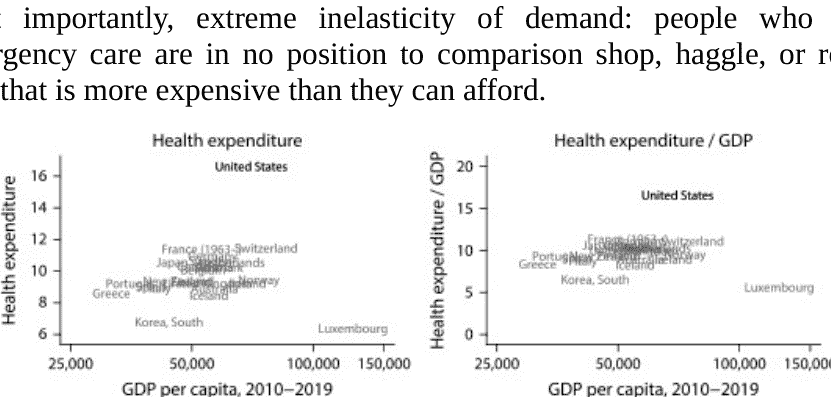 importantly, extreme inelasticity of demand: people who
care are in no position to comparison shop, haggle, or
that is more expensive than they can afford.
Health expenditure
Health expenditure / GDP
Health expenditure
16
14
12
10
8
6
United States
France (1963-)
Switzerland
Greece
Iceland
Korea, South
Luxembourg
25,000
50,000
100,000
150,000
GDP per capita, 2010–2019
Health expenditure / GDP
20
15
10
5
0
United States
Switzerland
Norway
Greece
Iceland
Korea, South
Luxembourg
25,000
50,000
100,000
150,000
GDP per capita, 2010–2019